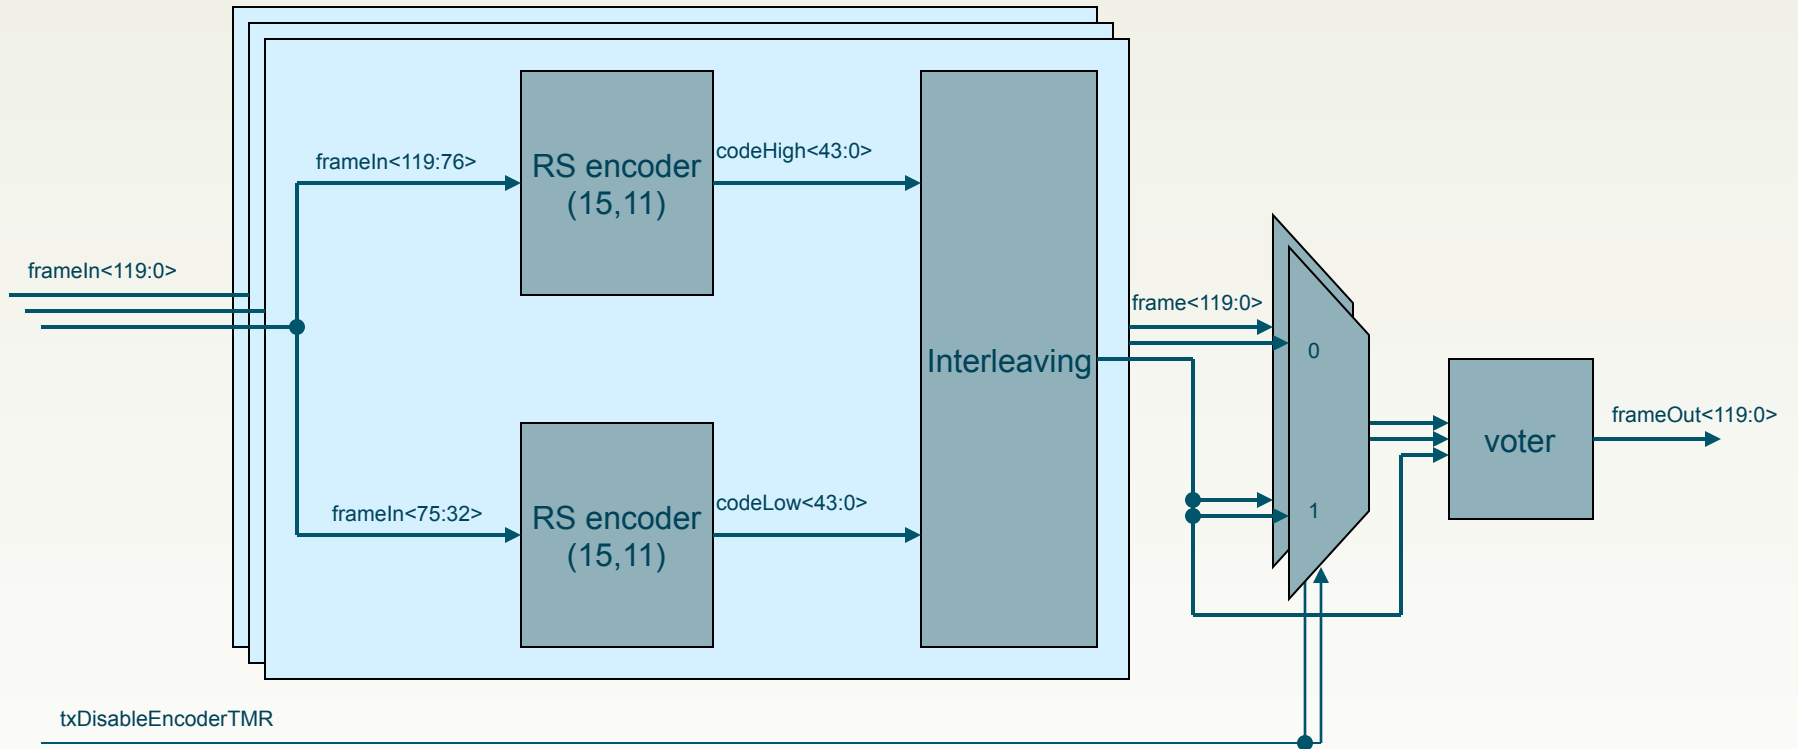 frameIn<119:0>
frameIn<119:76>
RS encoder
(15,11)
codeHigh<43:0>
frameIn<75:32>
RS encoder
(15,11)
codeLow<43:0>
Interleaving
frame<119:0>
0
1
voter
frameOut<119:0>
txDisableEncoderTMR